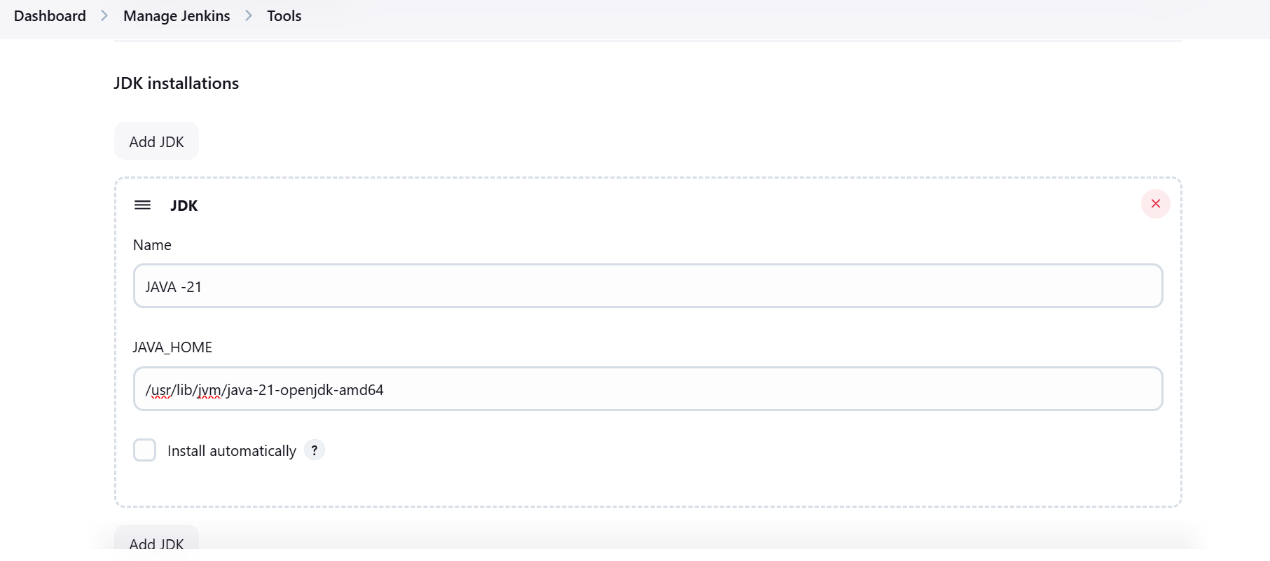 Dashboard > Manage Jenkins > Tools
JDK installations
Add JDK
JDK
Name
JAVA -21
JAVA_HOME
/usr/lib/jvm/java-21-openjdk-amd64
Install automatically ?
Add JDK